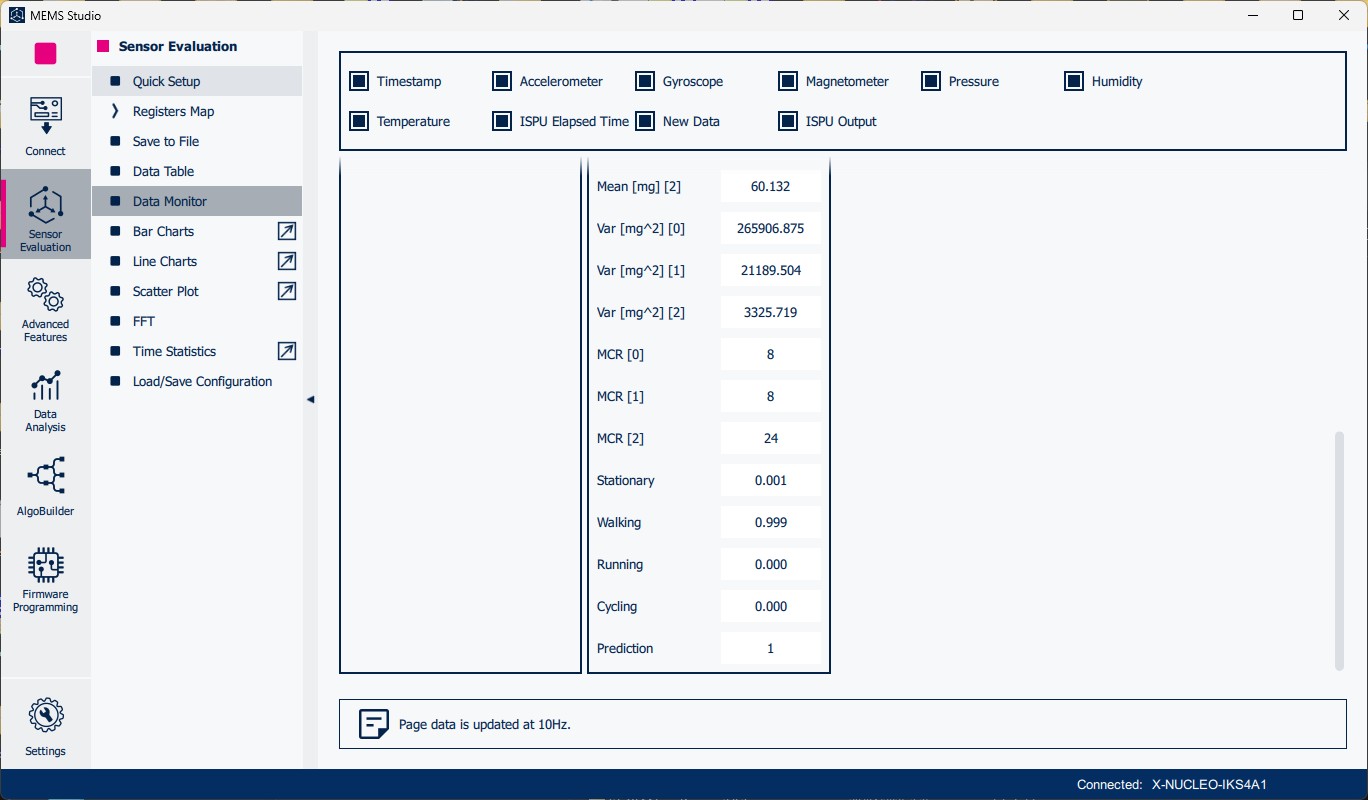 MEMS Studio
Sensor Evaluation
Quick Setup
Registers Map
Save to File
Data Table
Data Monitor
Bar Charts
Line Charts
Scatter Plot
FFT
Time Statistics
Load/Save Configuration
Connect
Sensor
Evaluation
Advanced
Features
Data
Analysis
AlgoBuilder
Firmware
Programming
Settings
Timestamp Accelerometer Gyroscope Magnetometer Pressure Humidity
Temperature ISPU Elapsed Time New Data ISPU Output
Mean [mg] [2] 60.132
Var [mg^2] [0] 265906.875
Var [mg^2] [1] 21189.504
Var [mg^2] [2] 3325.719
MCR [0] 8
MCR [1] 8
MCR [2] 24
Stationary 0.001
Walking 0.999
Running 0.000
Cycling 0.000
Prediction 1
Page data is updated at 10Hz.
Connected: X-NUCLEO-IKS4A1